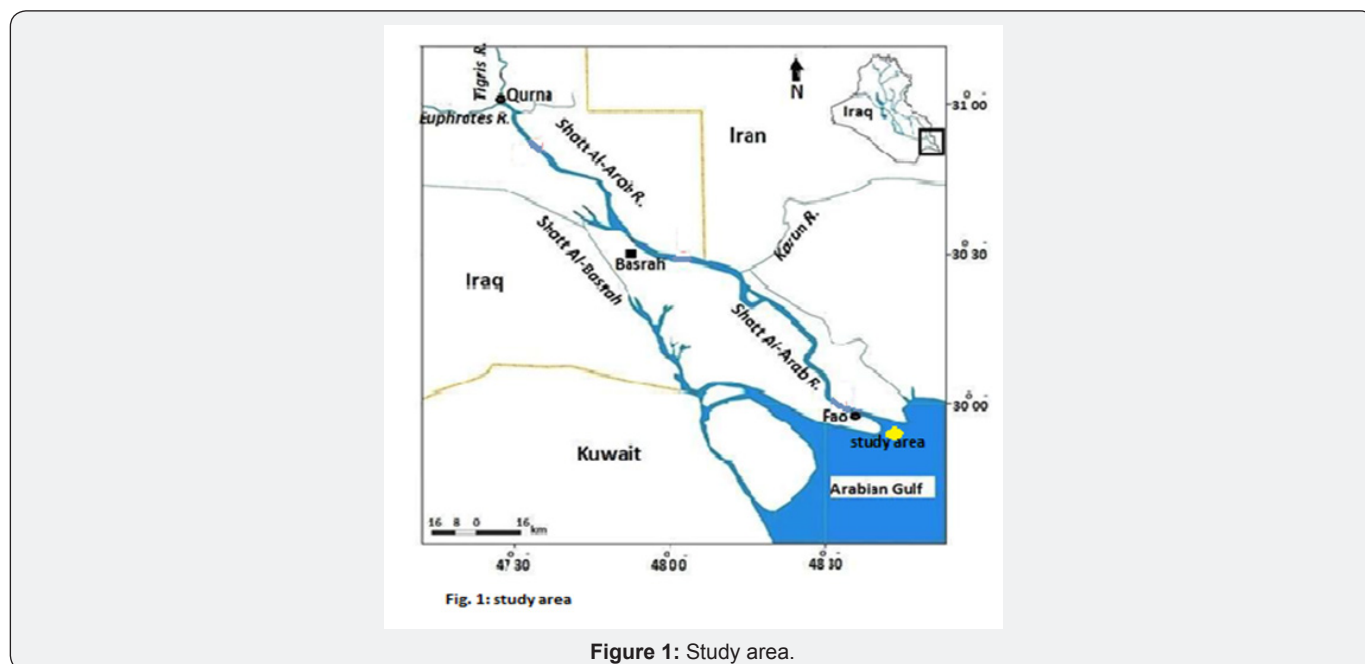 Tigris R.
Qurna
Euphrates R.
Shatt Al-Arab R.
N
Iran
Iraq
31 00
Karun R.
30 30
Basrah
Shatt Al-Basrah
Iraq
Shatt Al-Arab R.
30 00
Fao
study area
Kuwait
Arabian Gulf
16 8 0 16 km
47 30
48 00
48 30
Fig. 1: study area
Figure 1: Study area.